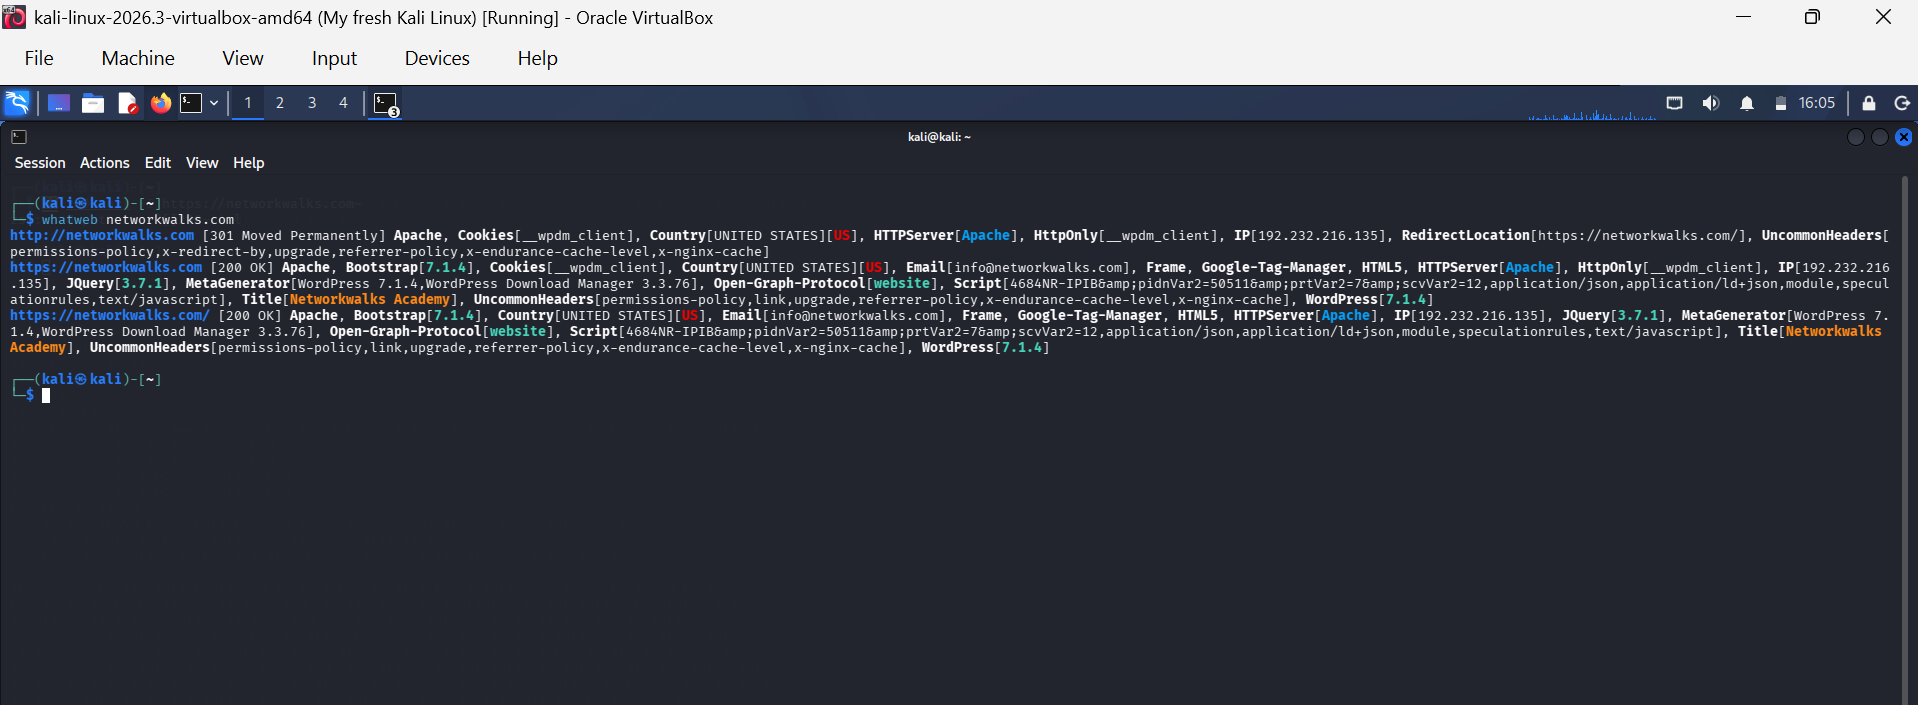 kali-linux-2026.3-virtualbox-amd64 (My fresh Kali Linux) [Running] - Oracle VirtualBox
File Machine View Input Devices Help
1 2 3 4 3 16:05
kali@kali: ~
Session Actions Edit View Help
┌──(kali㉿kali)-[~]
└─$ whatweb networkwalks.com
http://networkwalks.com [301 Moved Permanently] Apache, Cookies[__wpdm_client], Country[UNITED STATES][US], HTTPServer[Apache], HttpOnly[__wpdm_client], IP[192.232.216.135], RedirectLocation[https://networkwalks.com/], UncommonHeaders[
permissions-policy,x-redirect-by,upgrade,referrer-policy,x-endurance-cache-level,x-nginx-cache]
https://networkwalks.com [200 OK] Apache, Bootstrap[7.1.4], Cookies[__wpdm_client], Country[UNITED STATES][US], Email[info@networkwalks.com], Frame, Google-Tag-Manager, HTML5, HTTPServer[Apache], HttpOnly[__wpdm_client], IP[192.232.216
.135], JQuery[3.7.1], MetaGenerator[WordPress 7.1.4,WordPress Download Manager 3.3.76], Open-Graph-Protocol[website], Script[4684NR-IPIB&amp;pidnVar2=50511&amp;prtVar2=7&amp;scvVar2=12,application/json,application/ld+json,module,specul
ationrules,text/javascript], Title[Networkwalks Academy], UncommonHeaders[permissions-policy,link,upgrade,referrer-policy,x-endurance-cache-level,x-nginx-cache], WordPress[7.1.4]
https://networkwalks.com/ [200 OK] Apache, Bootstrap[7.1.4], Country[UNITED STATES][US], Email[info@networkwalks.com], Frame, Google-Tag-Manager, HTML5, HTTPServer[Apache], IP[192.232.216.135], JQuery[3.7.1], MetaGenerator[WordPress 7.
1.4,WordPress Download Manager 3.3.76], Open-Graph-Protocol[website], Script[4684NR-IPIB&amp;pidnVar2=50511&amp;prtVar2=7&amp;scvVar2=12,application/json,application/ld+json,module,speculationrules,text/javascript], Title[Networkwalks
Academy], UncommonHeaders[permissions-policy,link,upgrade,referrer-policy,x-endurance-cache-level,x-nginx-cache], WordPress[7.1.4]
┌──(kali㉿kali)-[~]
└─$